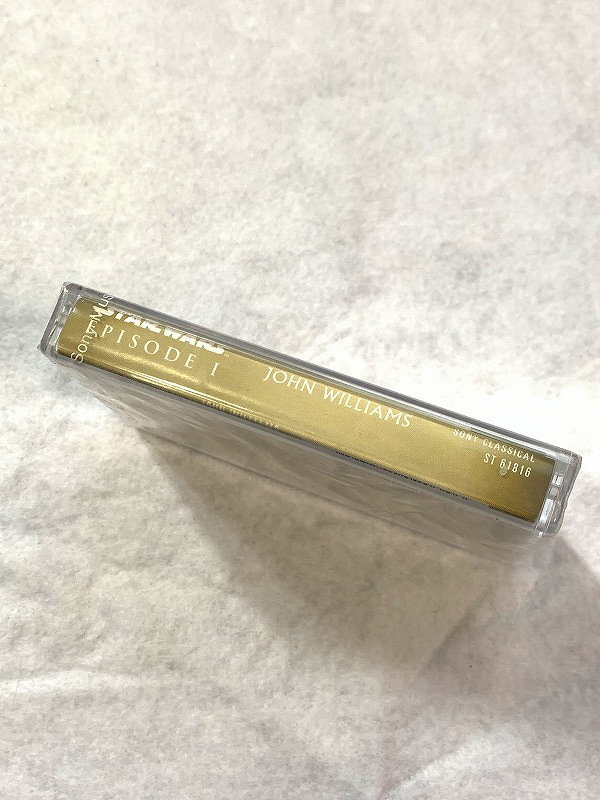 Sony Mus
STAR WARS
EPISODE I
JOHN WILLIAMS
SONY CLASSICAL
ST 61816